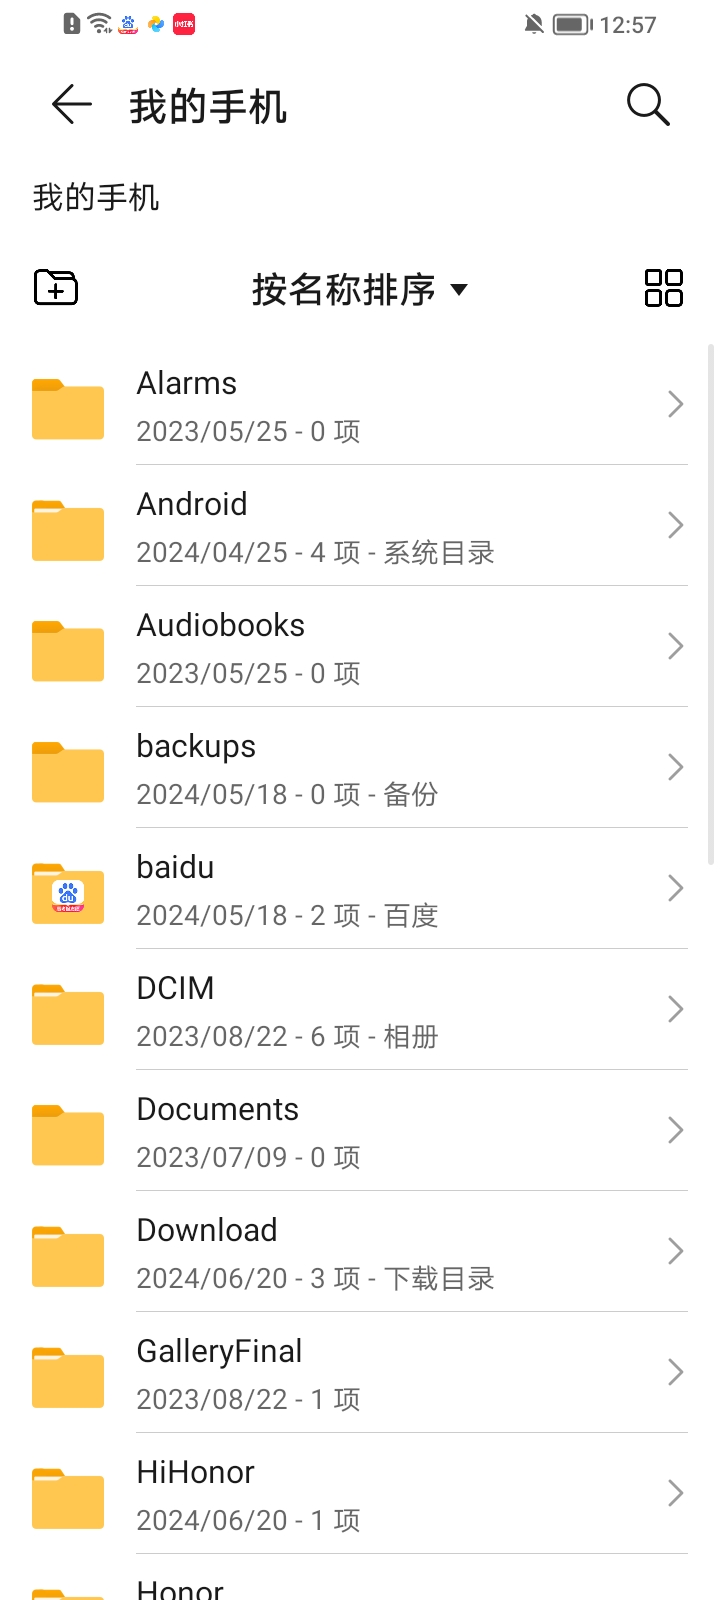 12:57
我的手机
我的手机
按名称排序
Alarms
2023/05/25 - 0 项
Android
2024/04/25 - 4 项 - 系统目录
Audiobooks
2023/05/25 - 0 项
backups
2024/05/18 - 0 项 - 备份
baidu
2024/05/18 - 2 项 - 百度
DCIM
2023/08/22 - 6 项 - 相册
Documents
2023/07/09 - 0 项
Download
2024/06/20 - 3 项 - 下载目录
GalleryFinal
2023/08/22 - 1 项
HiHonor
2024/06/20 - 1 项
Honor